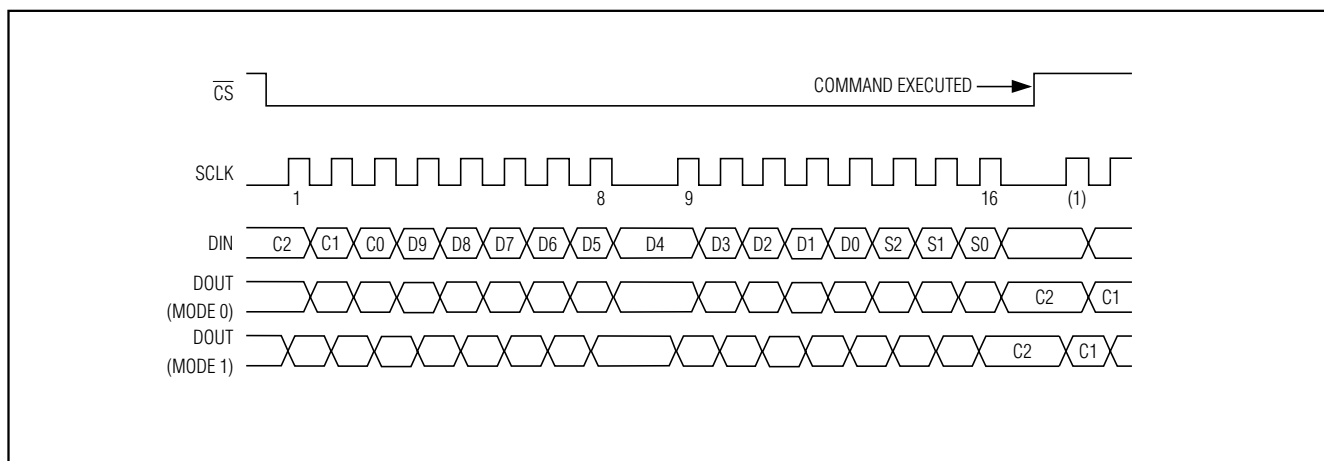 CS COMMAND EXECUTED
SCLK
1 8 9 16 (1)
DIN C2 C1 C0 D9 D8 D7 D6 D5 D4 D3 D2 D1 D0 S2 S1 S0
DOUT
(MODE 0) C2 C1
DOUT
(MODE 1) C2 C1